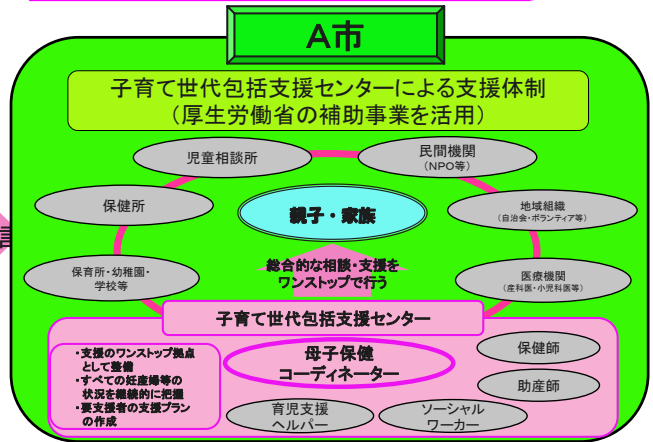 A市
子育て世代包括支援センターによる支援体制
（厚生労働省の補助事業を活用）
児童相談所
民間機関
（NPO等）
保健所
親子・家族
地域組織
（自治会・ボランティア等）
言
保育所・幼稚園・
学校等
総合的な相談・支援を
ワンストップで行う
医療機関
（産科医・小児科医等）
子育て世代包括支援センター
・支援のワンストップ拠点
として整備
・すべての妊産婦等の
状況を継続的に把握
・要支援者の支援プラン
の作成
母子保健
コーディネーター
保健師
助産師
育児支援
ヘルパー
ソーシャル
ワーカー